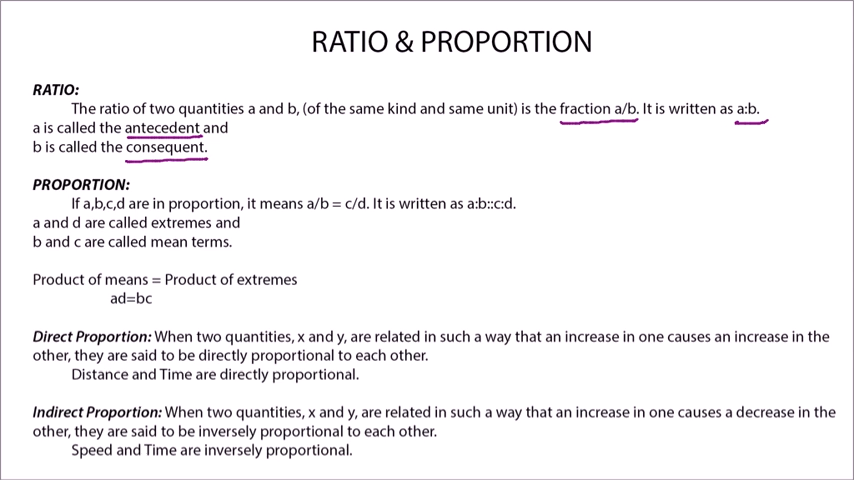 RATIO & PROPORTION
RATIO:
The ratio of two quantities a and b, (of the same kind and same unit) is the fraction a/b. It is written as a:b.
a is called the antecedent and
b is called the consequent.
PROPORTION:
If a,b,c,d are in proportion, it means a/b = c/d. It is written as a:b::c:d.
a and d are called extremes and
b and c are called mean terms.
Product of means = Product of extremes
ad=bc
Direct Proportion: When two quantities, x and y, are related in such a way that an increase in one causes an increase in the
other, they are said to be directly proportional to each other.
Distance and Time are directly proportional.
Indirect Proportion: When two quantities, x and y, are related in such a way that an increase in one causes a decrease in the
other, they are said to be inversely proportional to each other.
Speed and Time are inversely proportional.